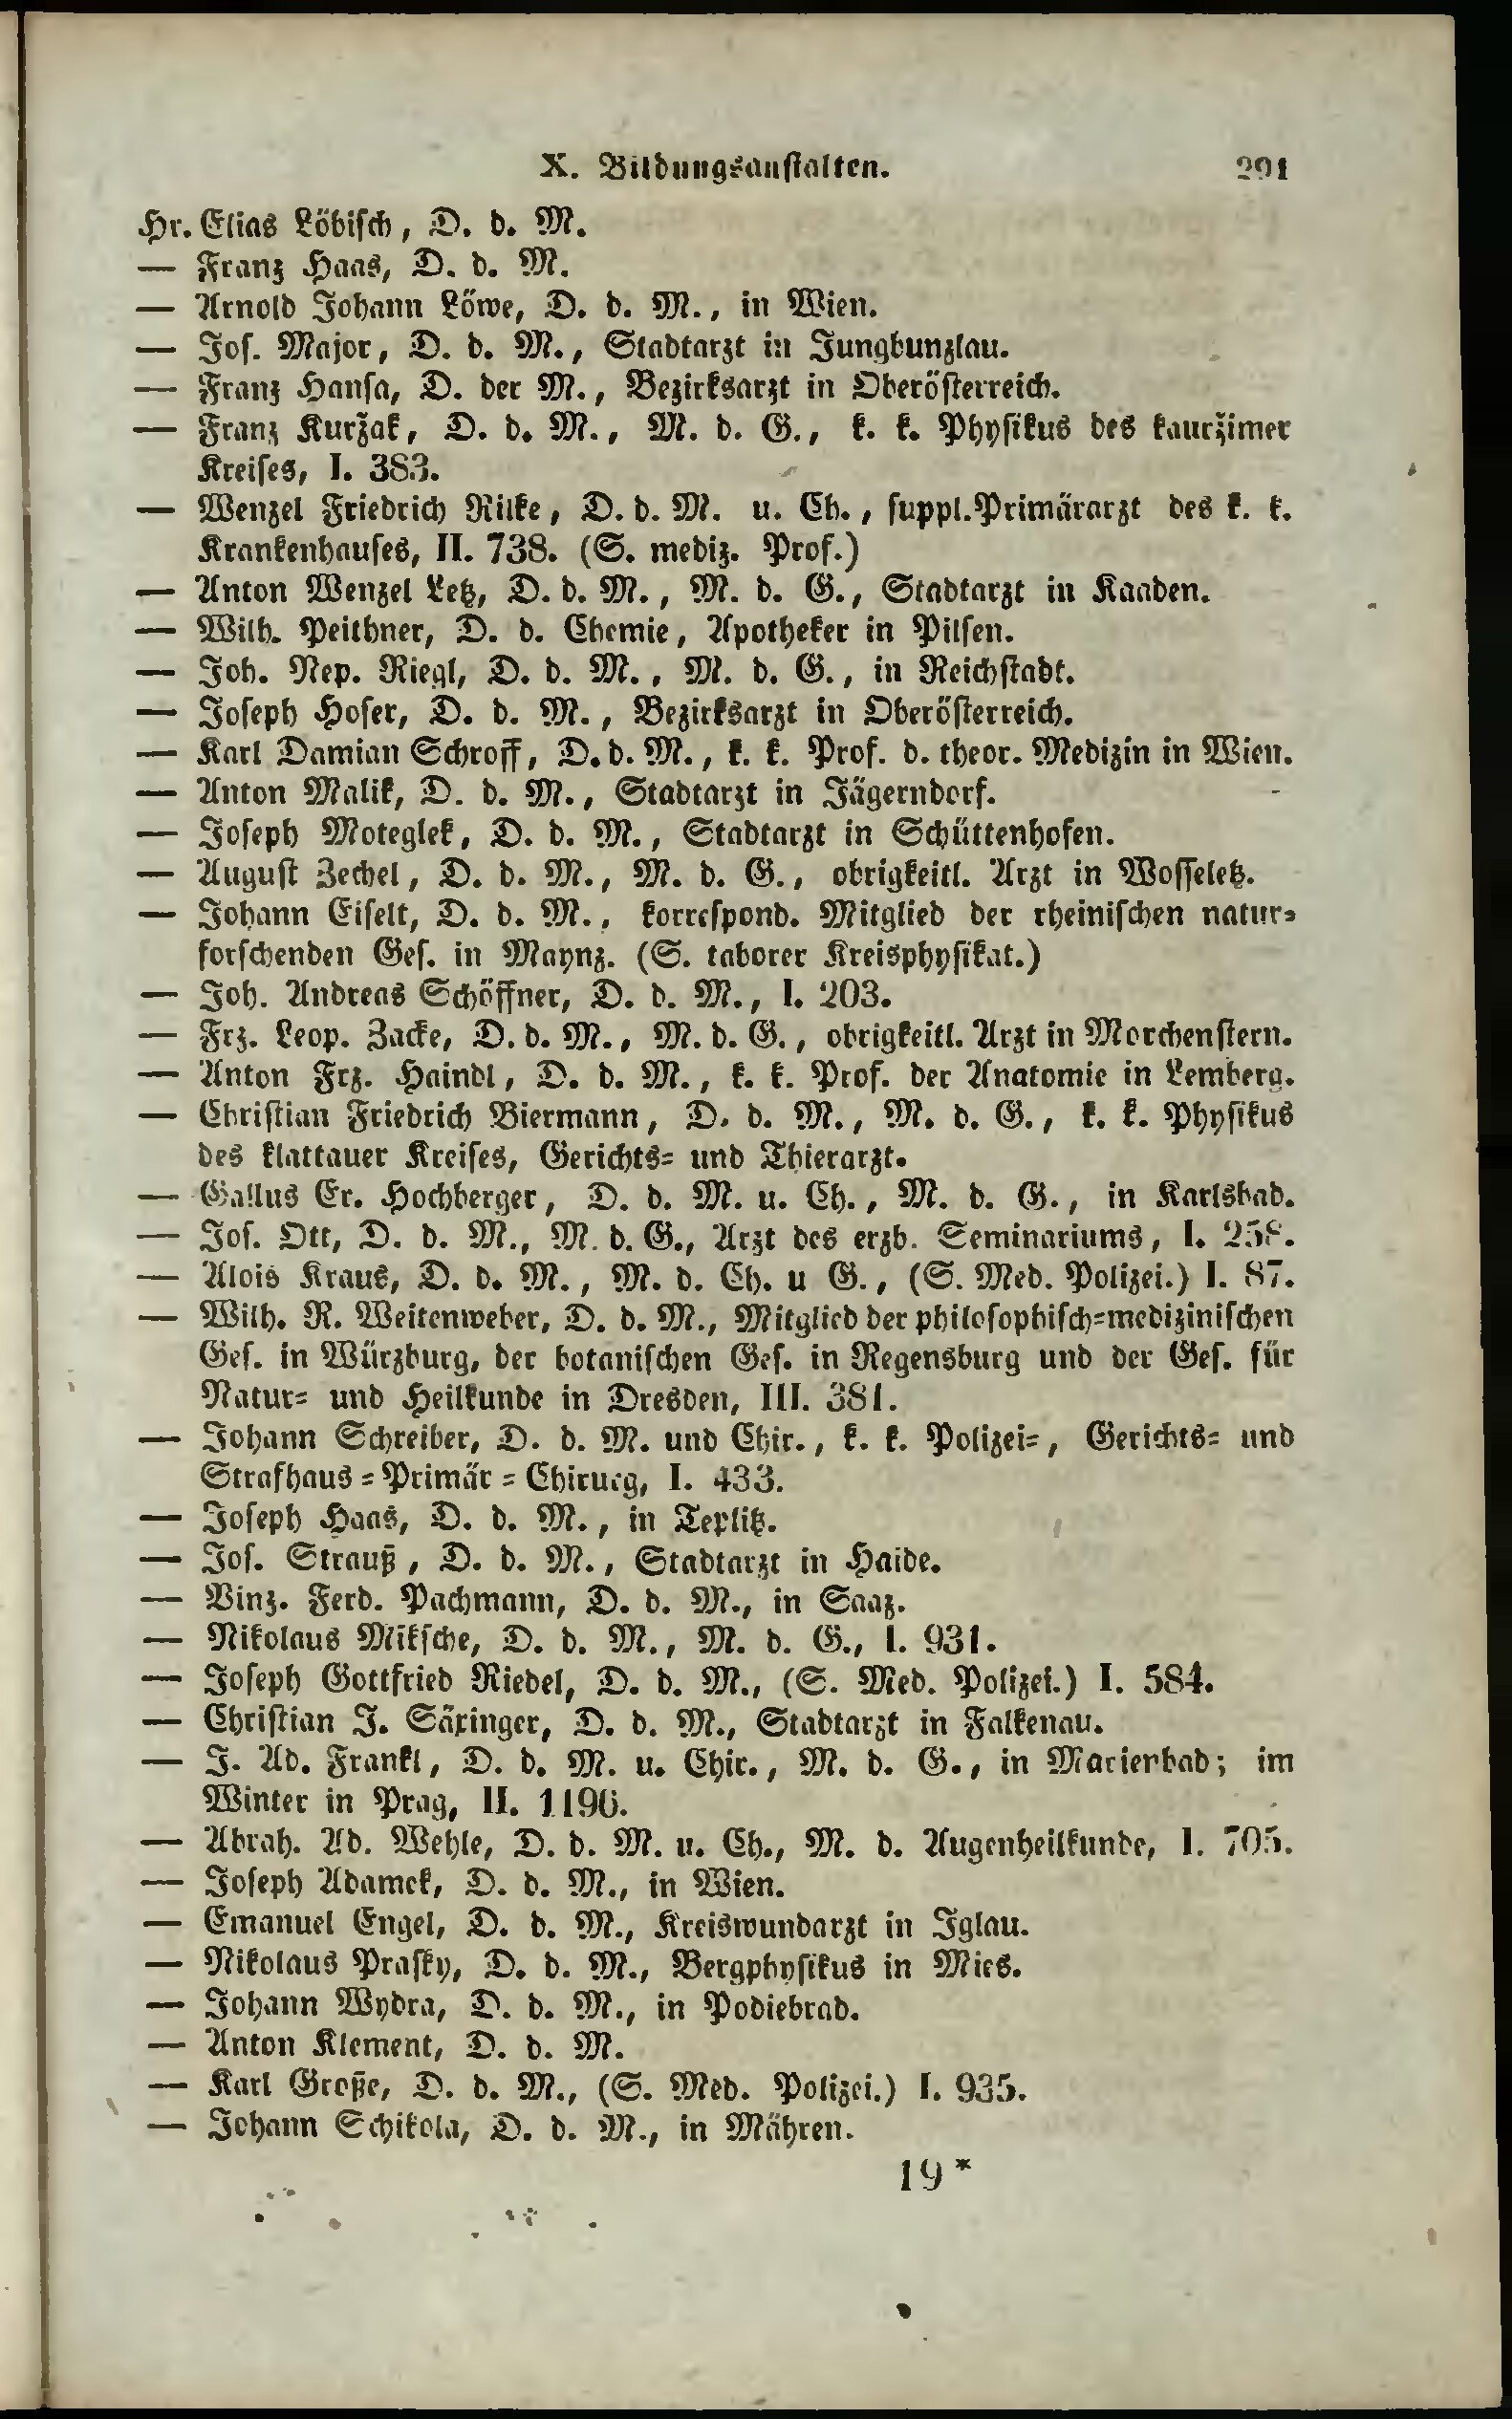 X. Bildungsanstalten. 291
Hr. Elias Löbisch, D. d. M.
— Franz Haas, D. d. M.
— Arnold Johann Löwe, D. d. M., in Wien.
— Jos. Major, D. d. M., Stadtarzt in Jungbunzlau.
— Franz Hansa, D. der M., Bezirksarzt in Oberösterreich.
— Franz Kuržak, D. d. M., M. d. G., k. k. Physikus des kauržimer
Kreises, I. 383.
— Wenzel Friedrich Rilke, D. d. M. u. Ch., suppl. Primärarzt des k. k.
Krankenhauses, II. 738. (S. mediz. Prof.)
— Anton Wenzel Letz, D. d. M., M. d. G., Stadtarzt in Kaaden.
— Wilh. Peithner, D. d. Chemie, Apotheker in Pilsen.
— Joh. Nep. Riegl, D. d. M., M. d. G., in Reichstadt.
— Joseph Hofer, D. d. M., Bezirksarzt in Oberösterreich.
— Karl Damian Schroff, D. d. M., k. k. Prof. d. theor. Medizin in Wien.
— Anton Malik, D. d. M., Stadtarzt in Jägerndorf.
— Joseph Moteglek, D. d. M., Stadtarzt in Schüttenhofen.
— August Zechel, D. d. M., M. d. G., obrigkeitl. Arzt in Wosseletz.
— Johann Eiselt, D. d. M., korrespond. Mitglied der rheinischen natur-
forschenden Ges. in Maynz. (S. taborer Kreisphysikat.)
— Joh. Andreas Schöffner, D. d. M., I. 203.
— Frz. Leop. Zacke, D. d. M., M. d. G., obrigkeitl. Arzt in Morchenstern.
— Anton Frz. Haindl, D. d. M., k. k. Prof. der Anatomie in Lemberg.
— Christian Friedrich Biermann, D. d. M., M. d. G., k. k. Physikus
des klattauer Kreises, Gerichts- und Thierarzt.
— Gallus Er. Hochberger, D. d. M. u. Ch., M. d. G., in Karlsbad.
— Jos. Ott, D. d. M., M. d. G., Arzt des erzb. Seminariums, I. 258.
— Alois Kraus, D. d. M., M. d. Ch. u G., (S. Med. Polizei.) I. 87.
— Wilh. R. Weitenweber, D. d. M., Mitglied der philosophisch-medizinischen
Ges. in Würzburg, der botanischen Ges. in Regensburg und der Ges. für
Natur- und Heilkunde in Dresden, III. 381.
— Johann Schreiber, D. d. M. und Chir., k. k. Polizei-, Gerichts- und
Strafhaus-Primär-Chirurg, I. 433.
— Joseph Haas, D. d. M., in Teplitz.
— Jos. Strauß, D. d. M., Stadtarzt in Haide.
— Vinz. Ferd. Pachmann, D. d. M., in Saaz.
— Nikolaus Miksche, D. d. M., M. d. G., I. 931.
— Joseph Gottfried Riedel, D. d. M., (S. Med. Polizei.) I. 584.
— Christian J. Säxinger, D. d. M., Stadtarzt in Falkenau.
— J. Ad. Frankl, D. d. M. u. Chir., M. d. G., in Marienbad; im
Winter in Prag, II. 1196.
— Abrah. Ad. Wehle, D. d. M. u. Ch., M. d. Augenheilkunde, I. 705.
— Joseph Adamek, D. d. M., in Wien.
— Emanuel Engel, D. d. M., Kreiswundarzt in Iglau.
— Nikolaus Prasky, D. d. M., Bergphysikus in Mies.
— Johann Wydra, D. d. M., in Podiebrad.
— Anton Klement, D. d. M.
— Karl Große, D. d. M., (S. Med. Polizei.) I. 935.
— Johann Schikola, D. d. M., in Mähren.
19*